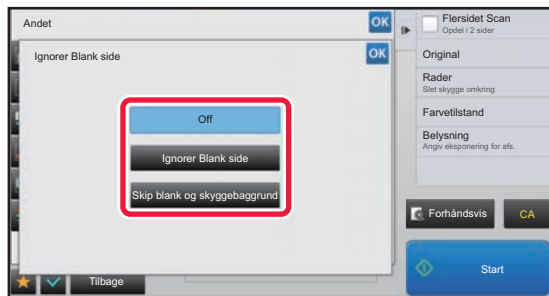 Andet
OK
Ignorer Blank side
OK
Off
Ignorer Blank side
Skip blank og skyggebaggrund
Tilbage
Flersidet Scan
Opdel i 2 sider
Original
Rader
Slet skygge omkring
Farvetilstand
Belysning
Angiv eksponering for afs.
Forhåndsvis
CA
Start